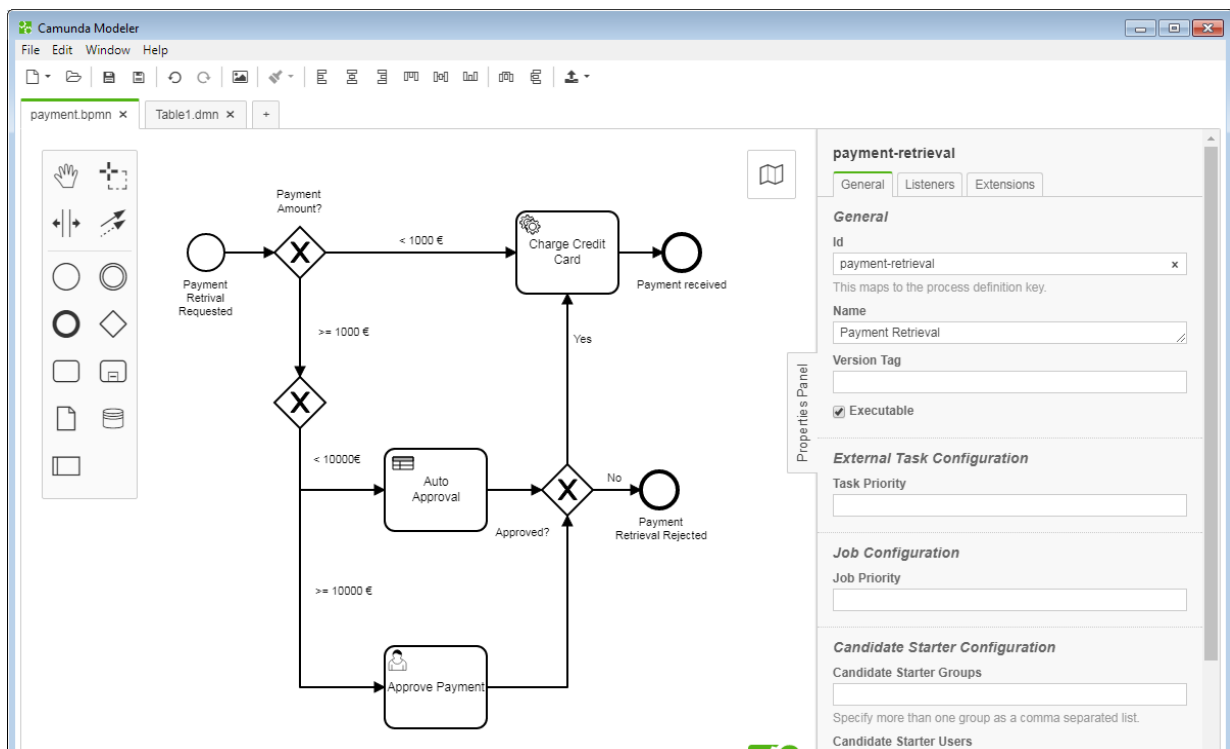 Camunda Modeler
File Edit Window Help
payment.bpmn × Table1.dmn × +
Payment
Amount?
< 1000 €
Charge Credit
Card
Payment
Retrival
Requested
Payment received
>= 1000 €
Yes
< 10000€
Auto
Approval
No
Approved?
Payment
Retrieval Rejected
>= 10000 €
Approve Payment
Properties Panel
payment-retrieval
General Listeners Extensions
General
Id
payment-retrieval ×
This maps to the process definition key.
Name
Payment Retrieval
Version Tag
Executable
External Task Configuration
Task Priority
Job Configuration
Job Priority
Candidate Starter Configuration
Candidate Starter Groups
Specify more than one group as a comma separated list.
Candidate Starter Users